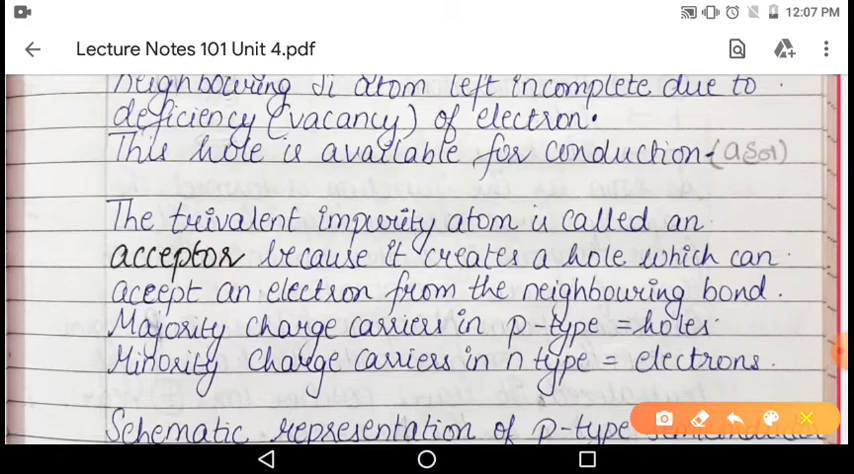 12:07 PM
Lecture Notes 101 Unit 4.pdf
neighbouring Si atom left incomplete due to
deficiency (vacancy) of electron.
This hole is available for conduction.
The trivalent impurity atom is called an
acceptor because it creates a hole which can
accept an electron from the neighbouring bond.
Majority charge carriers in p-type = holes
Minority charge carriers in n type = electrons.
Schematic representation of p-type semiconductor